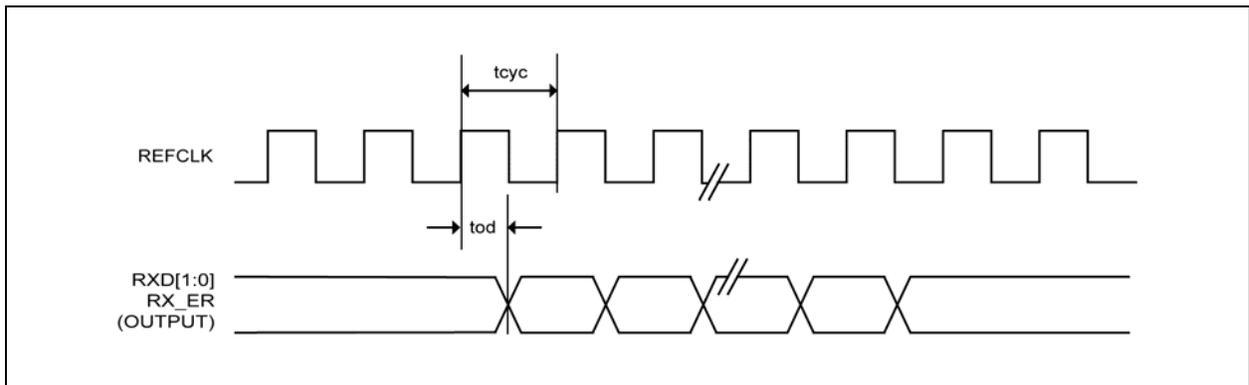 tcyc
REFCLK
tod
RXD[1:0]
RX_ER
(OUTPUT)